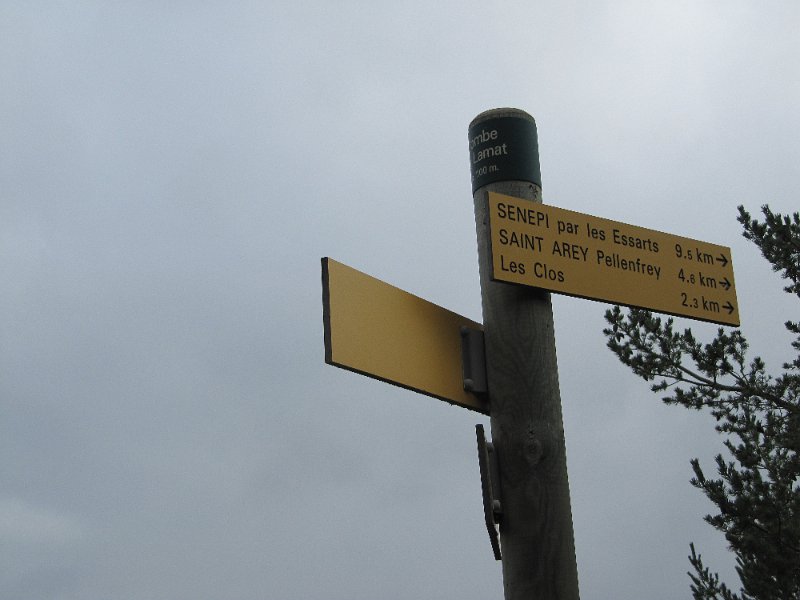 ombe
Lamat
SENEPI par les Essarts 9.5 km →
SAINT AREY Pellenfrey 4.6 km →
Les Clos 2.3 km →